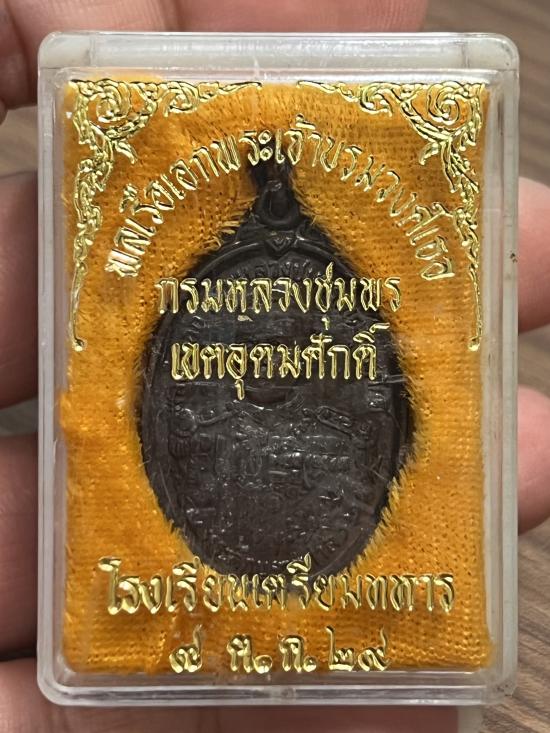 พลเรือเอกพระเจ้าบรมวงศ์เธอ
กรมหลวงชุมพร
เขตอุดมศักดิ์
โรงเรียนเตรียมทหาร
๗ ต.ค. ๒๙